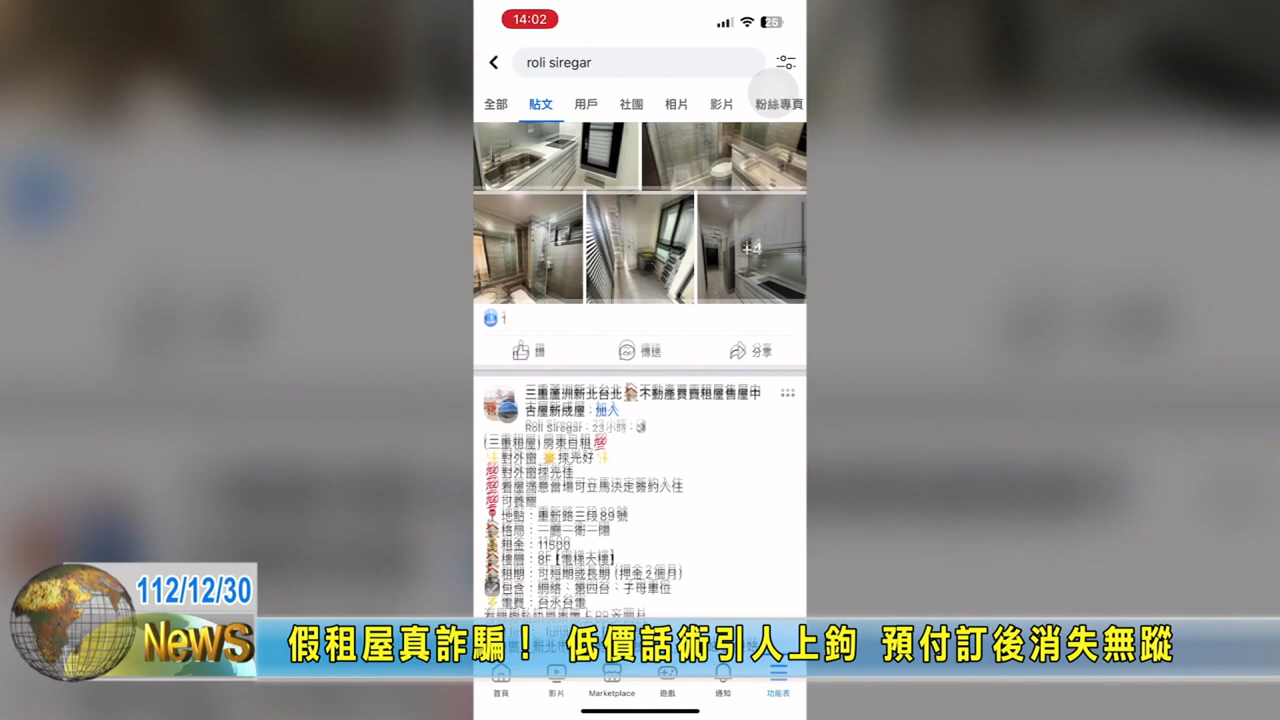 14:02
25
roli siregar
全部
貼文
用戶
社團
相片
影片
粉絲專頁
+4
1
讚
傳送
分享
三重蘆洲新北台北🏠不動產買賣租屋售屋中
古屋新成屋 · 加入
Roli Siregar · 23小時 ·
(三重租屋) 房東自租💯
✨對外窗 ☀️採光好✨
💯對外窗採光佳
💯看屋滿意當場可立馬決定簽約入住
💯可養寵
📍地點：重新路三段89號
🏠格局：一廳一衛一陽
💰租金：11500
🏠樓層：8F【電梯大樓】
🏠租期：可短期或長期 (押金2個月)
☑️包含：網絡、第四台、子母車位
⚡電費：台水台電
112/12/30
NewS
假租屋真詐騙！ 低價話術引人上鉤 預付訂後消失無蹤
首頁
影片
Marketplace
遊戲
通知
功能表